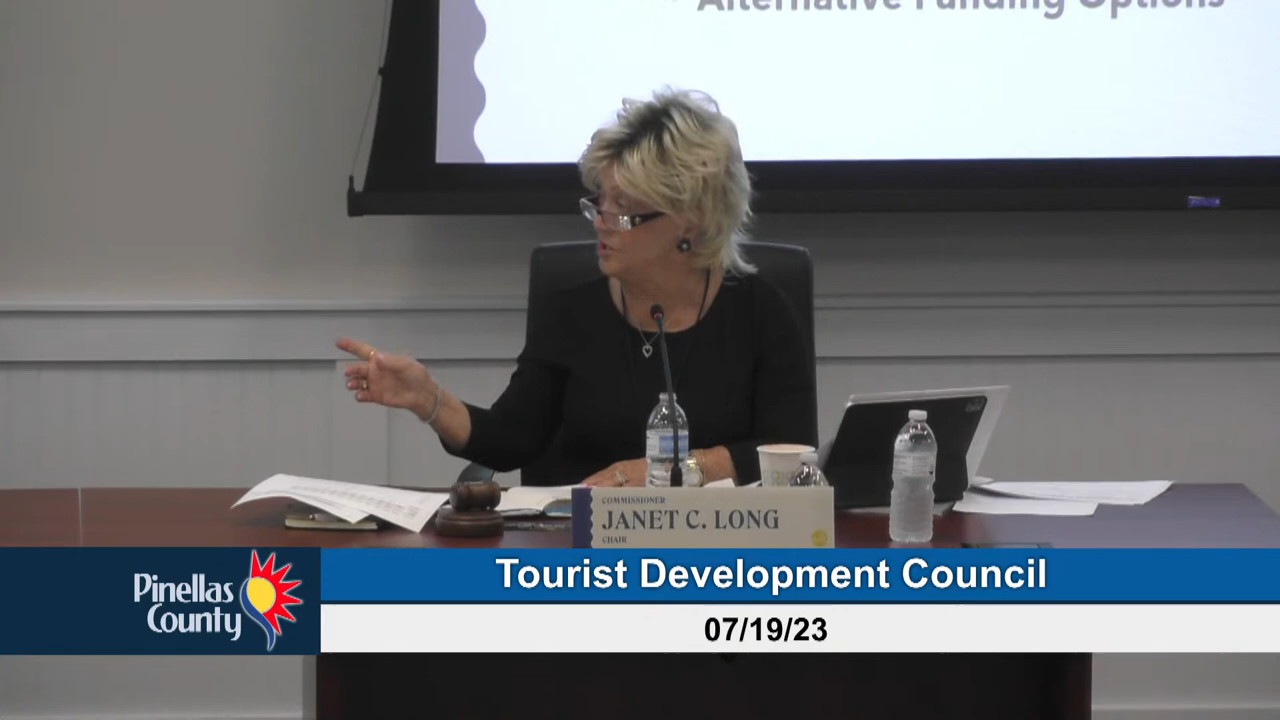 Alternative Funding Options
COMMISSIONER
JANET C. LONG
CHAIR
Pinellas
County
Tourist Development Council
07/19/23